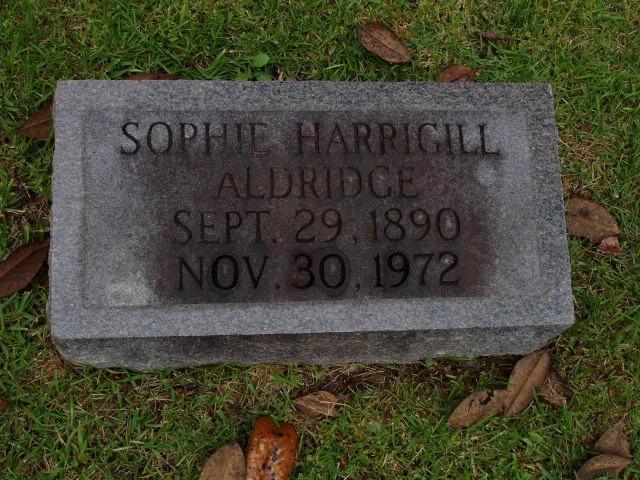 SOPHIE HARRIGILL
ALDRIDGE
SEPT. 29, 1890
NOV. 30, 1972